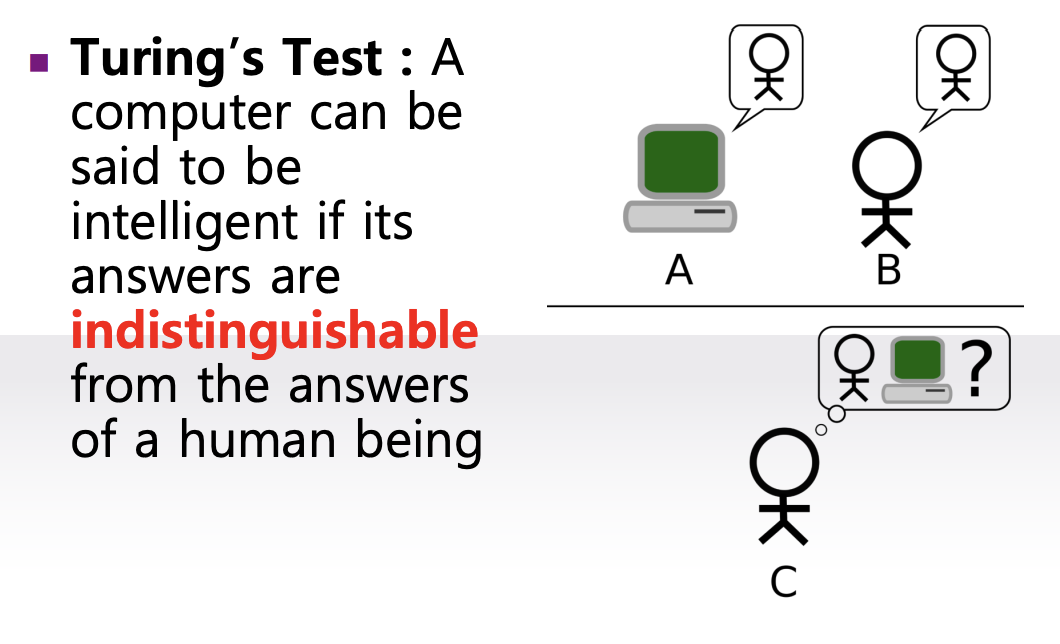 Turing’s Test : A
computer can be
said to be
intelligent if its
answers are
indistinguishable
from the answers
of a human being
A
B
?
C